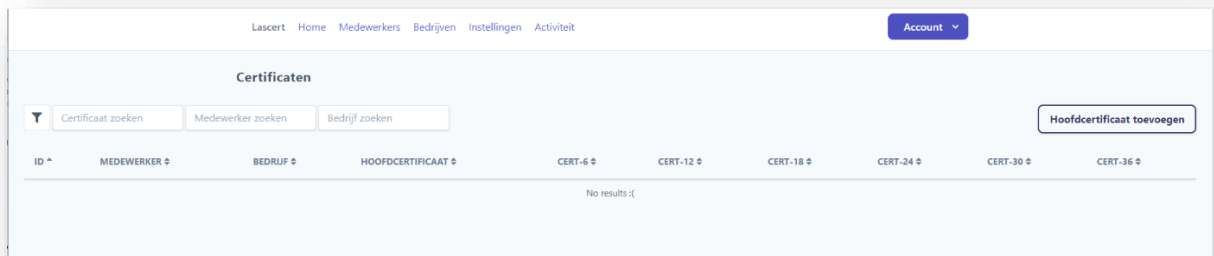 Lascert Home Medewerkers Bedrijven Instellingen Activiteit Account
Certificaten
Certificaat zoeken Medewerker zoeken Bedrijf zoeken Hoofdcertificaat toevoegen
ID MEDEWERKER BEDRIJF HOOFDCERTIFICAAT CERT-6 CERT-12 CERT-18 CERT-24 CERT-30 CERT-36
No results :(